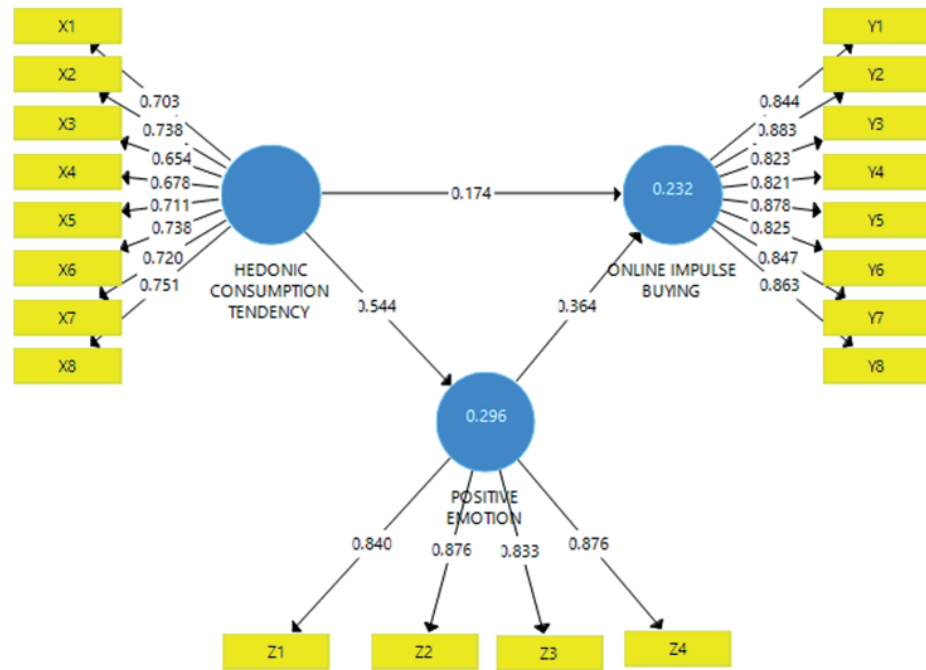 X1
X2
X3
X4
X5
X6
X7
X8
0.703
0.738
0.654
0.678
0.711
0.738
0.720
0.751
HEDONIC
CONSUMPTION
TENDENCY
0.174
0.544
0.364
0.232
ONLINE IMPULSE
BUYING
0.844
0.883
0.823
0.821
0.878
0.825
0.847
0.863
Y1
Y2
Y3
Y4
Y5
Y6
Y7
Y8
0.296
POSITIVE
EMOTION
0.840
0.876
0.833
0.876
Z1
Z2
Z3
Z4